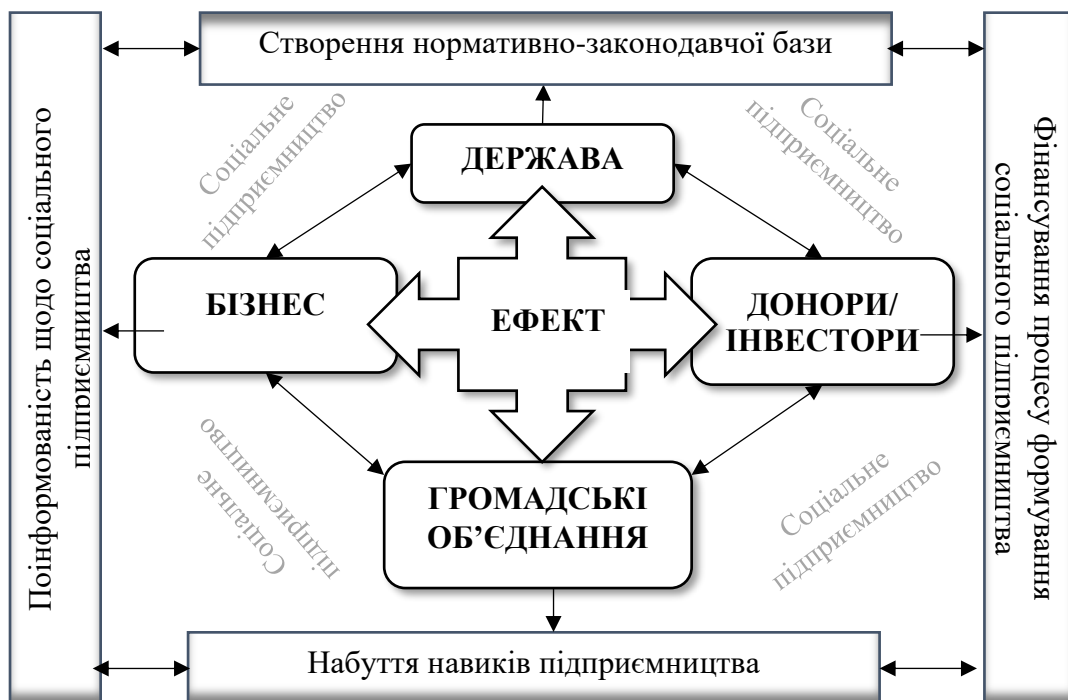 Створення нормативно-законодавчої бази
Поінформованість щодо соціального
підприємництва
Соціальне
підприємництво
ДЕРЖАВА
Соціальне
підприємництво
Фінансування процесу формування
соціального підприємництва
БІЗНЕС
ЕФЕКТ
ДОНОРИ/
ІНВЕСТОРИ
Соціальне
підприємництво
ГРОМАДСЬКІ
ОБ’ЄДНАННЯ
Соціальне
підприємництво
Набуття навиків підприємництва